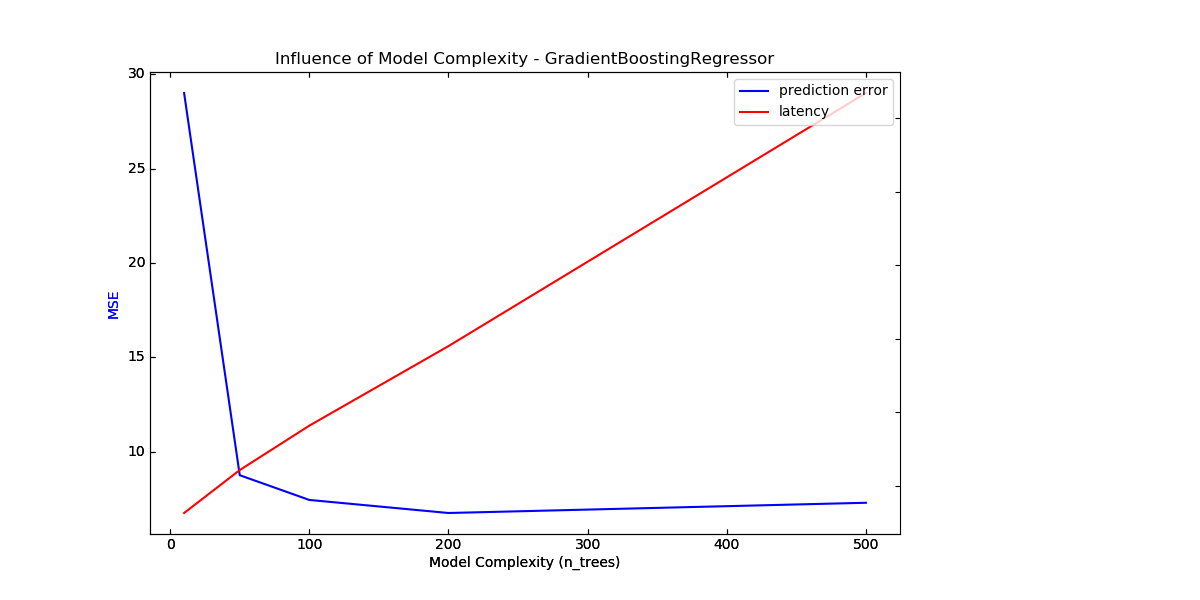 Influence of Model Complexity - GradientBoostingRegressor
prediction error
latency
30
25
20
15
10
MSE
0
100
200
300
400
500
Model Complexity (n_trees)